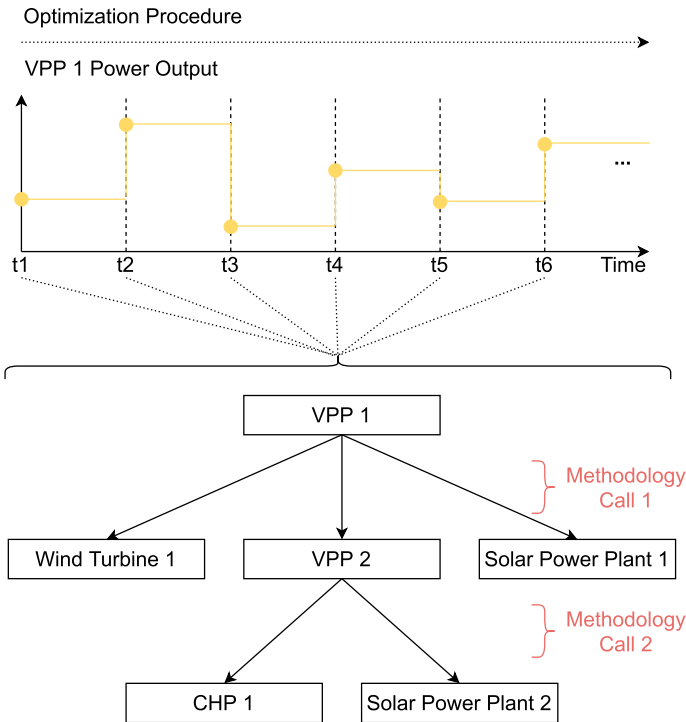 Optimization Procedure
VPP 1 Power Output
...
t1 t2 t3 t4 t5 t6 Time
VPP 1
Methodology
Call 1
Wind Turbine 1 VPP 2 Solar Power Plant 1
Methodology
Call 2
CHP 1 Solar Power Plant 2